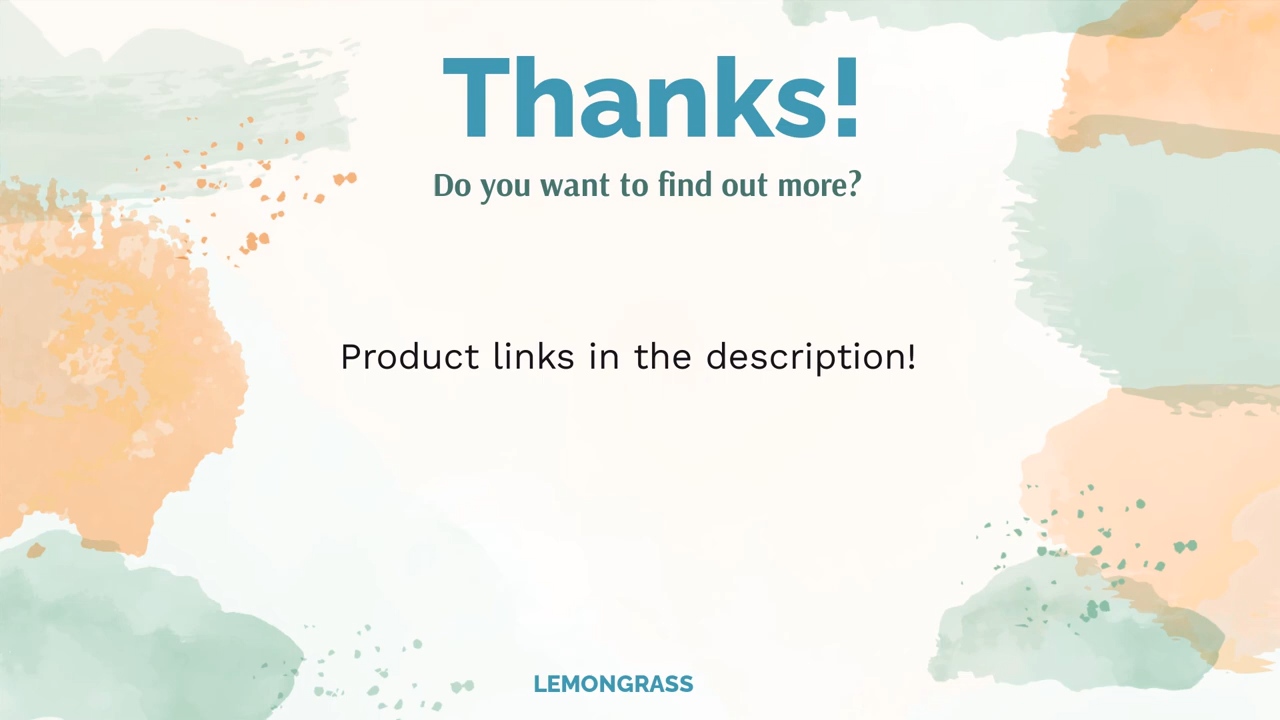 Thanks!
Do you want to find out more?
Product links in the description!
LEMONGRASS